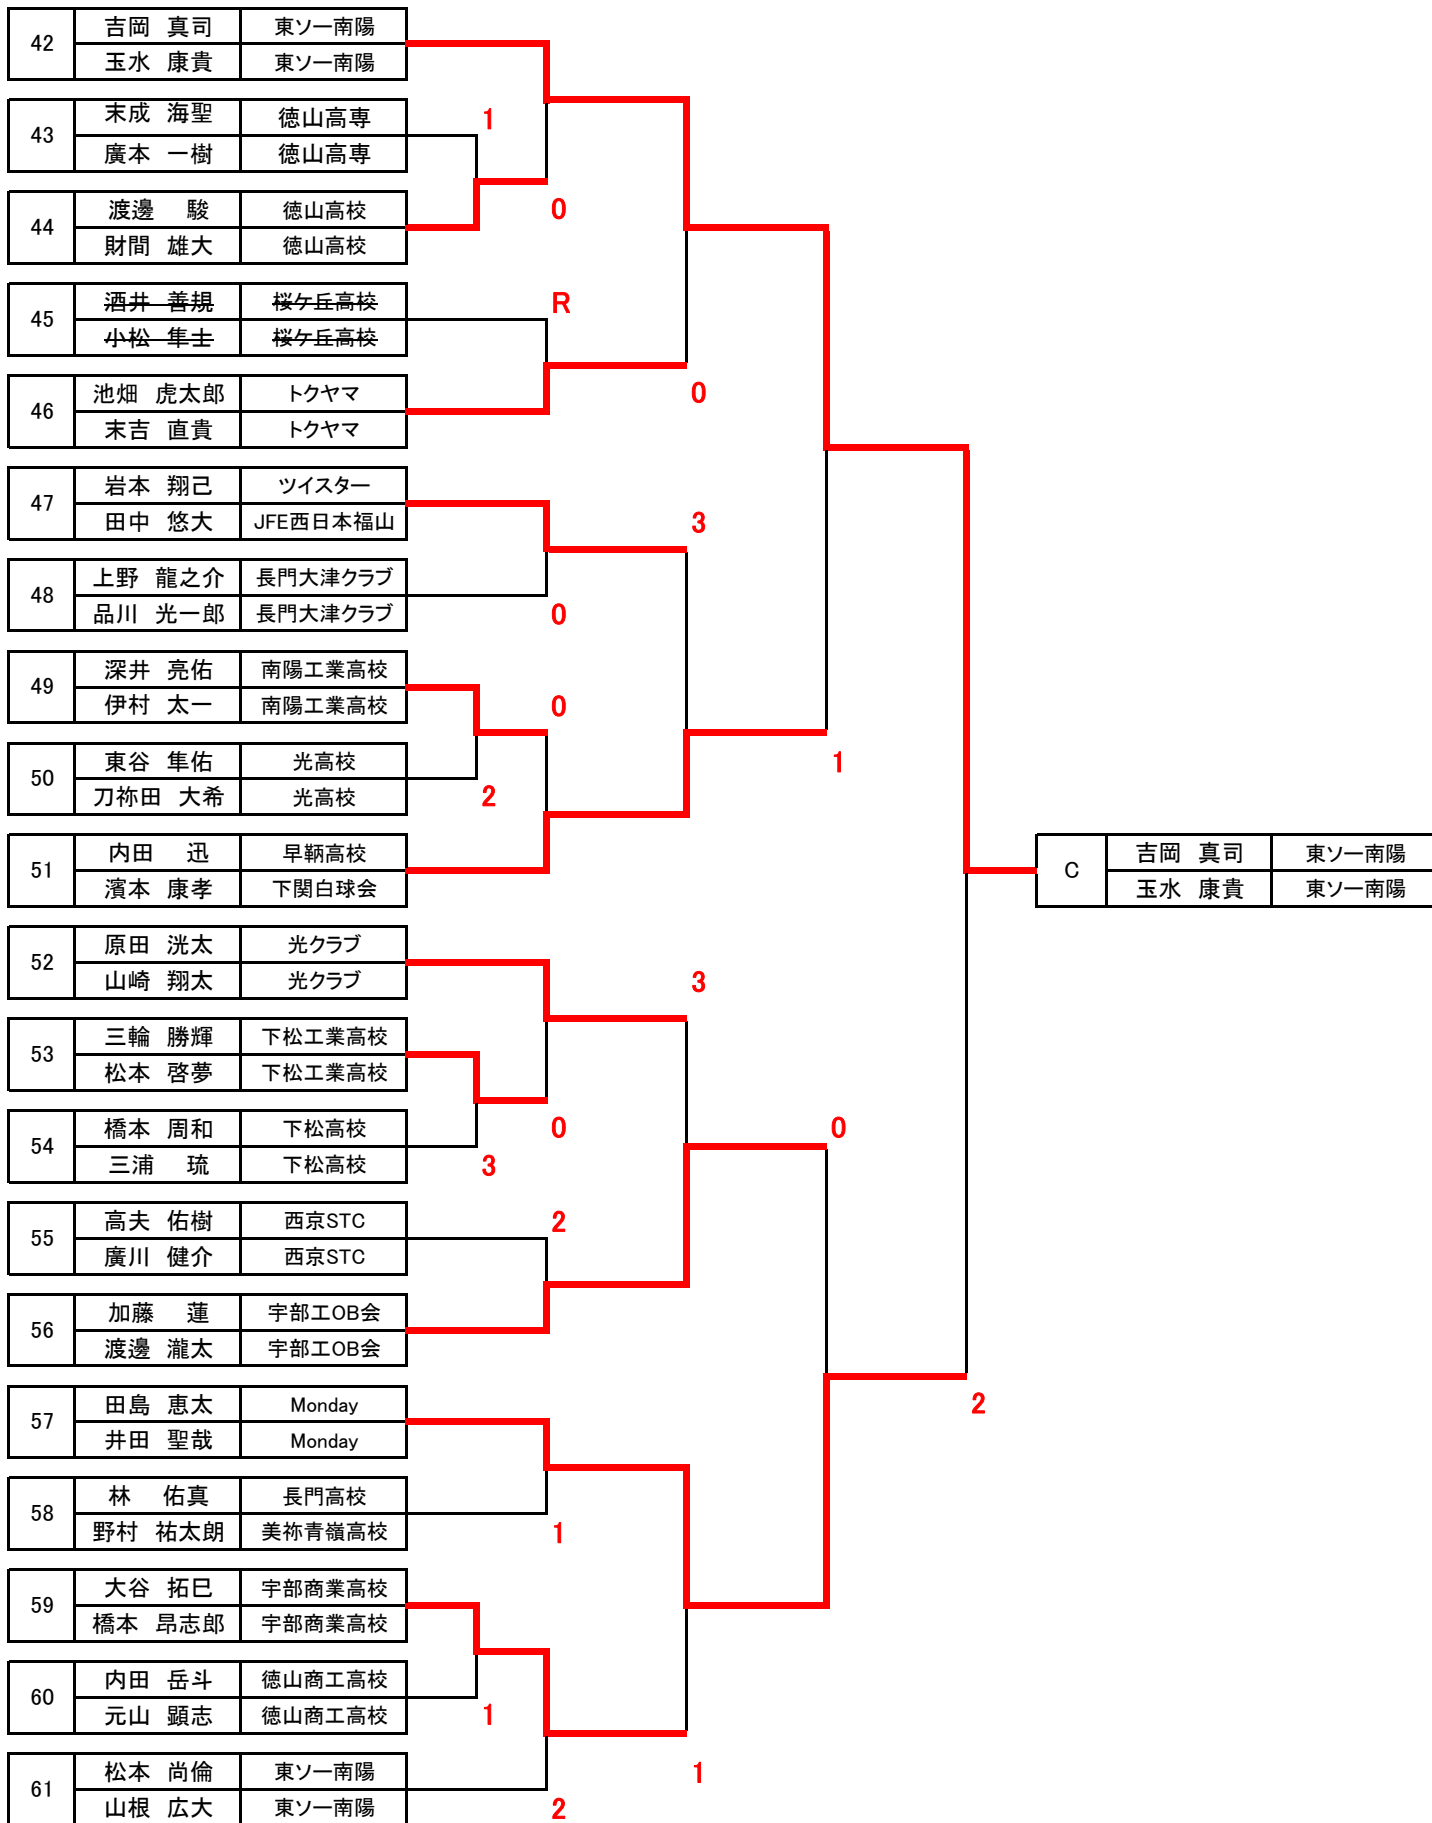 42 吉岡 真司 東ソー南陽
玉水 康貴 東ソー南陽
1
43 末成 海聖 徳山高専
廣本 一樹 徳山高専
44 渡邊 駿 徳山高校
財間 雄大 徳山高校
0
45 酒井 善規 桜ケ丘高校
小松 隼士 桜ケ丘高校
R
46 池畑 虎太郎 トクヤマ
末吉 直貴 トクヤマ
0
47 岩本 翔己 ツイスター
田中 悠大 JFE西日本福山
3
48 上野 龍之介 長門大津クラブ
品川 光一郎 長門大津クラブ
0
49 深井 亮佑 南陽工業高校
伊村 太一 南陽工業高校
0
50 東谷 隼佑 光高校
刀祢田 大希 光高校
2
1
51 内田 迅 早鞆高校
濱本 康孝 下関白球会
C 吉岡 真司 東ソー南陽
玉水 康貴 東ソー南陽
52 原田 洸太 光クラブ
山崎 翔太 光クラブ
3
53 三輪 勝輝 下松工業高校
松本 啓夢 下松工業高校
54 橋本 周和 下松高校
三浦 琉 下松高校
0
0
3
55 高夫 佑樹 西京STC
廣川 健介 西京STC
2
56 加藤 蓮 宇部工OB会
渡邊 瀧太 宇部工OB会
57 田島 恵太 Monday
井田 聖哉 Monday
2
58 林 佑真 長門高校
野村 祐太朗 美祢青嶺高校
1
59 大谷 拓巳 宇部商業高校
橋本 昂志郎 宇部商業高校
60 内田 岳斗 徳山商工高校
元山 顕志 徳山商工高校
1
61 松本 尚倫 東ソー南陽
山根 広大 東ソー南陽
1
2